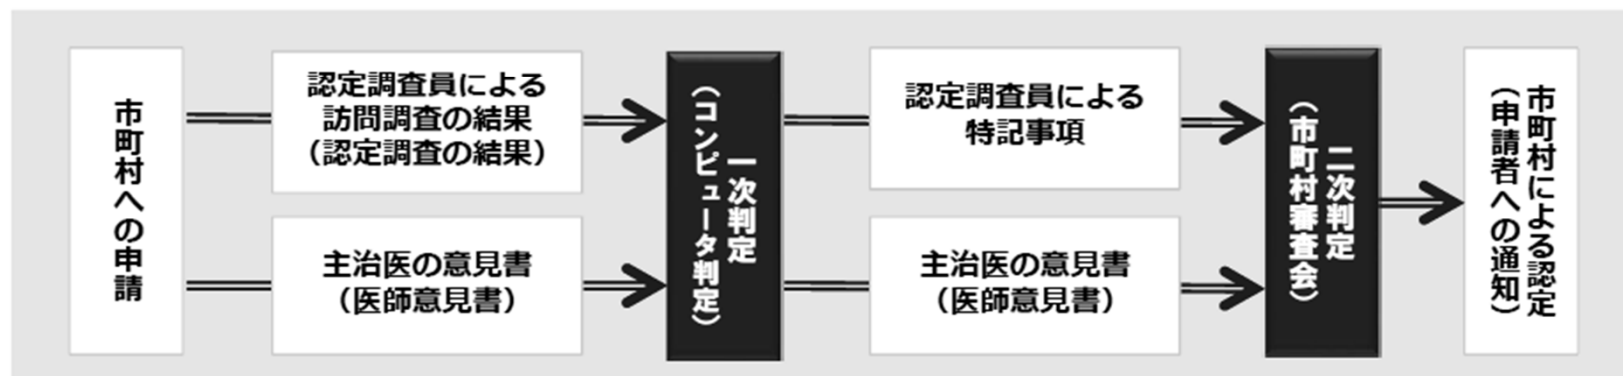 市町村への申請
認定調査員による
訪問調査の結果
（認定調査の結果）
主治医の意見書
（医師意見書）
一次判定
（コンピュータ判定）
認定調査員による
特記事項
主治医の意見書
（医師意見書）
二次判定
（市町村審査会）
市町村による認定
（申請者への通知）